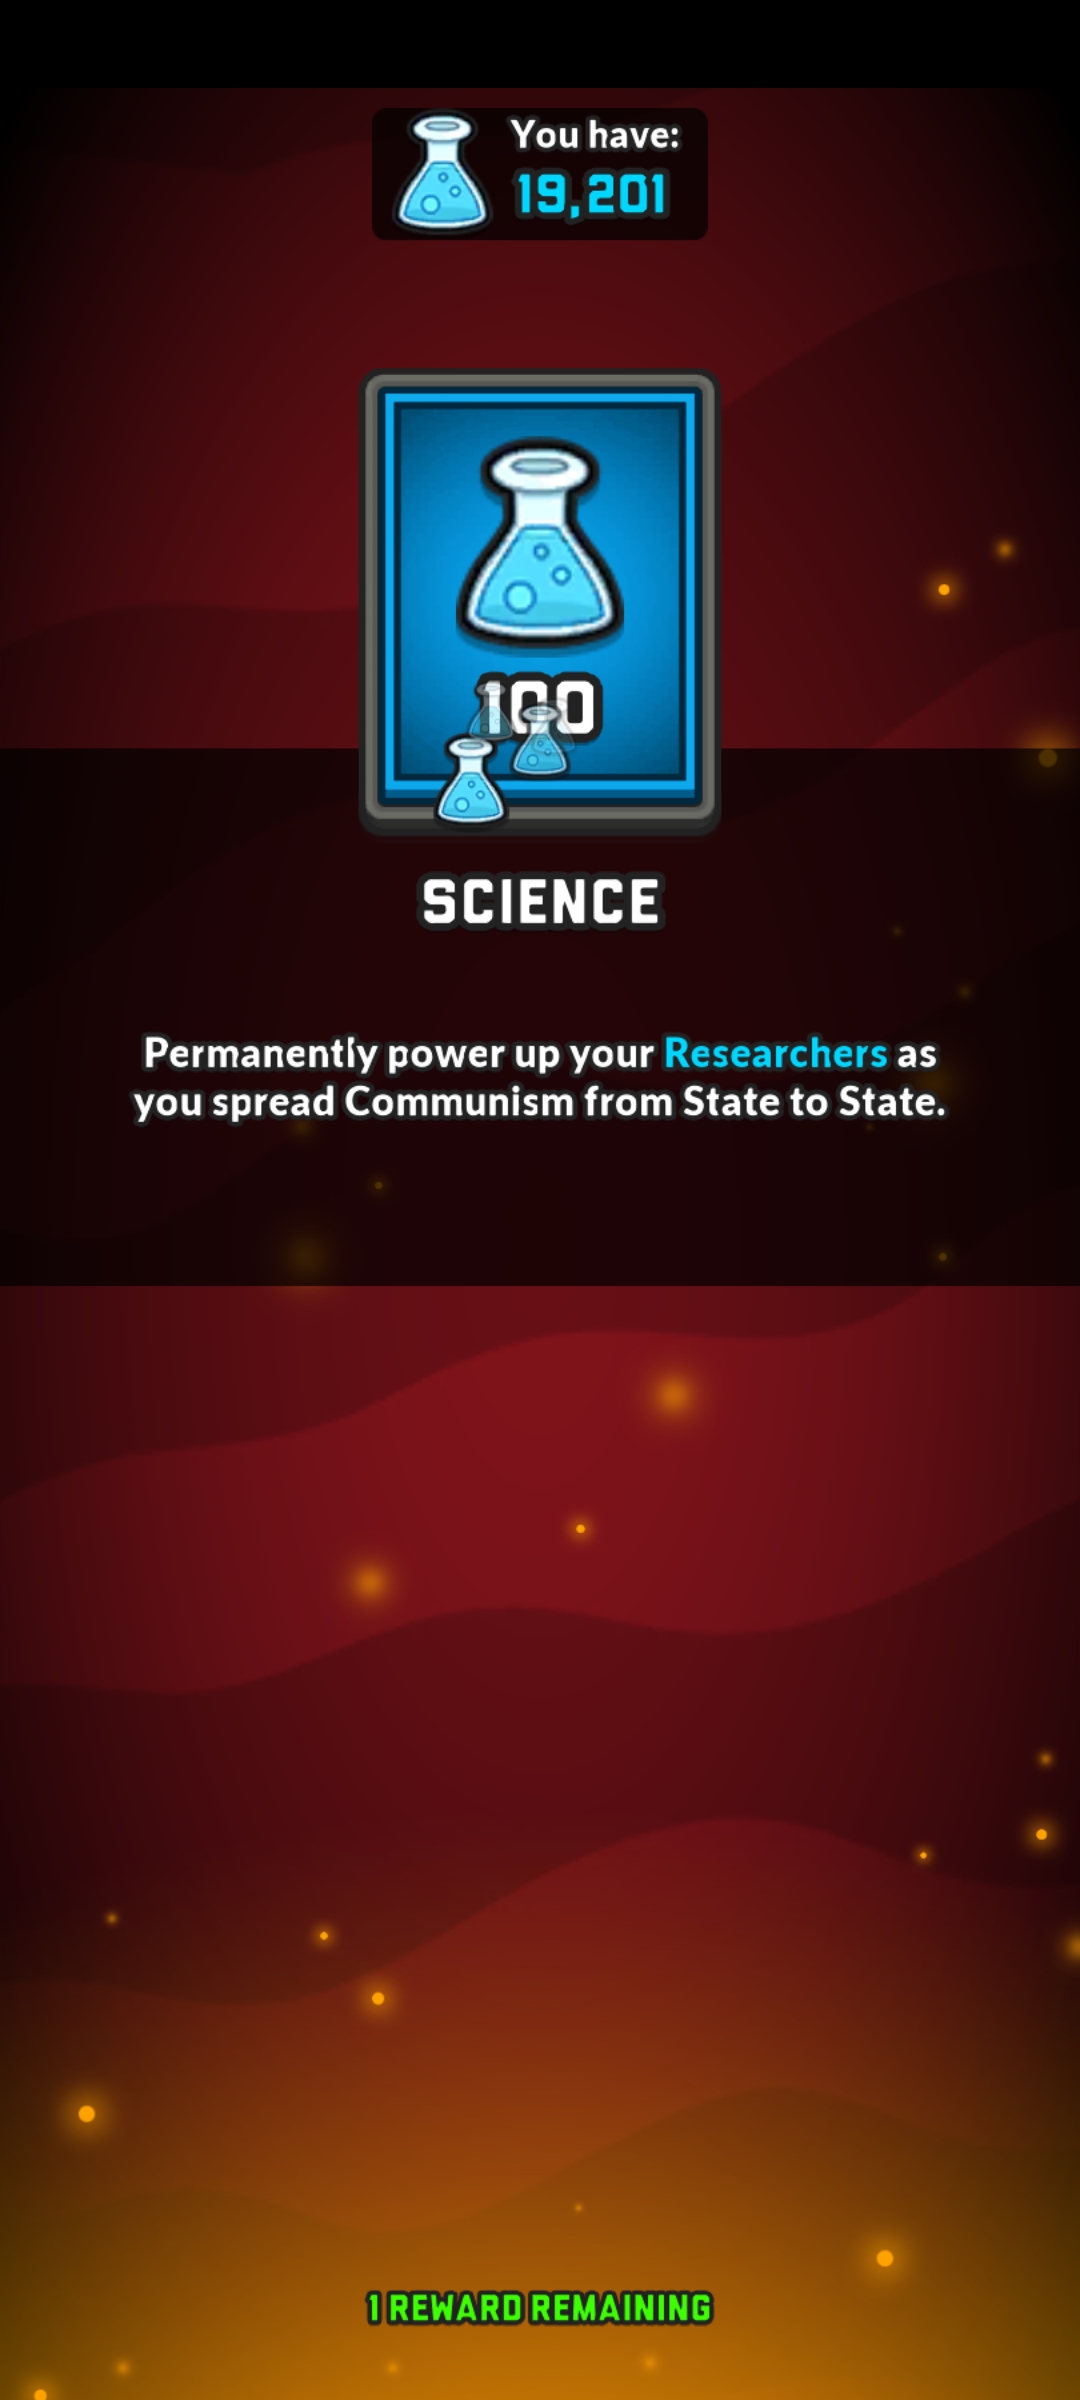 You have:
19,201
100
SCIENCE
Permanently power up your Researchers as
you spread Communism from State to State.
1 REWARD REMAINING